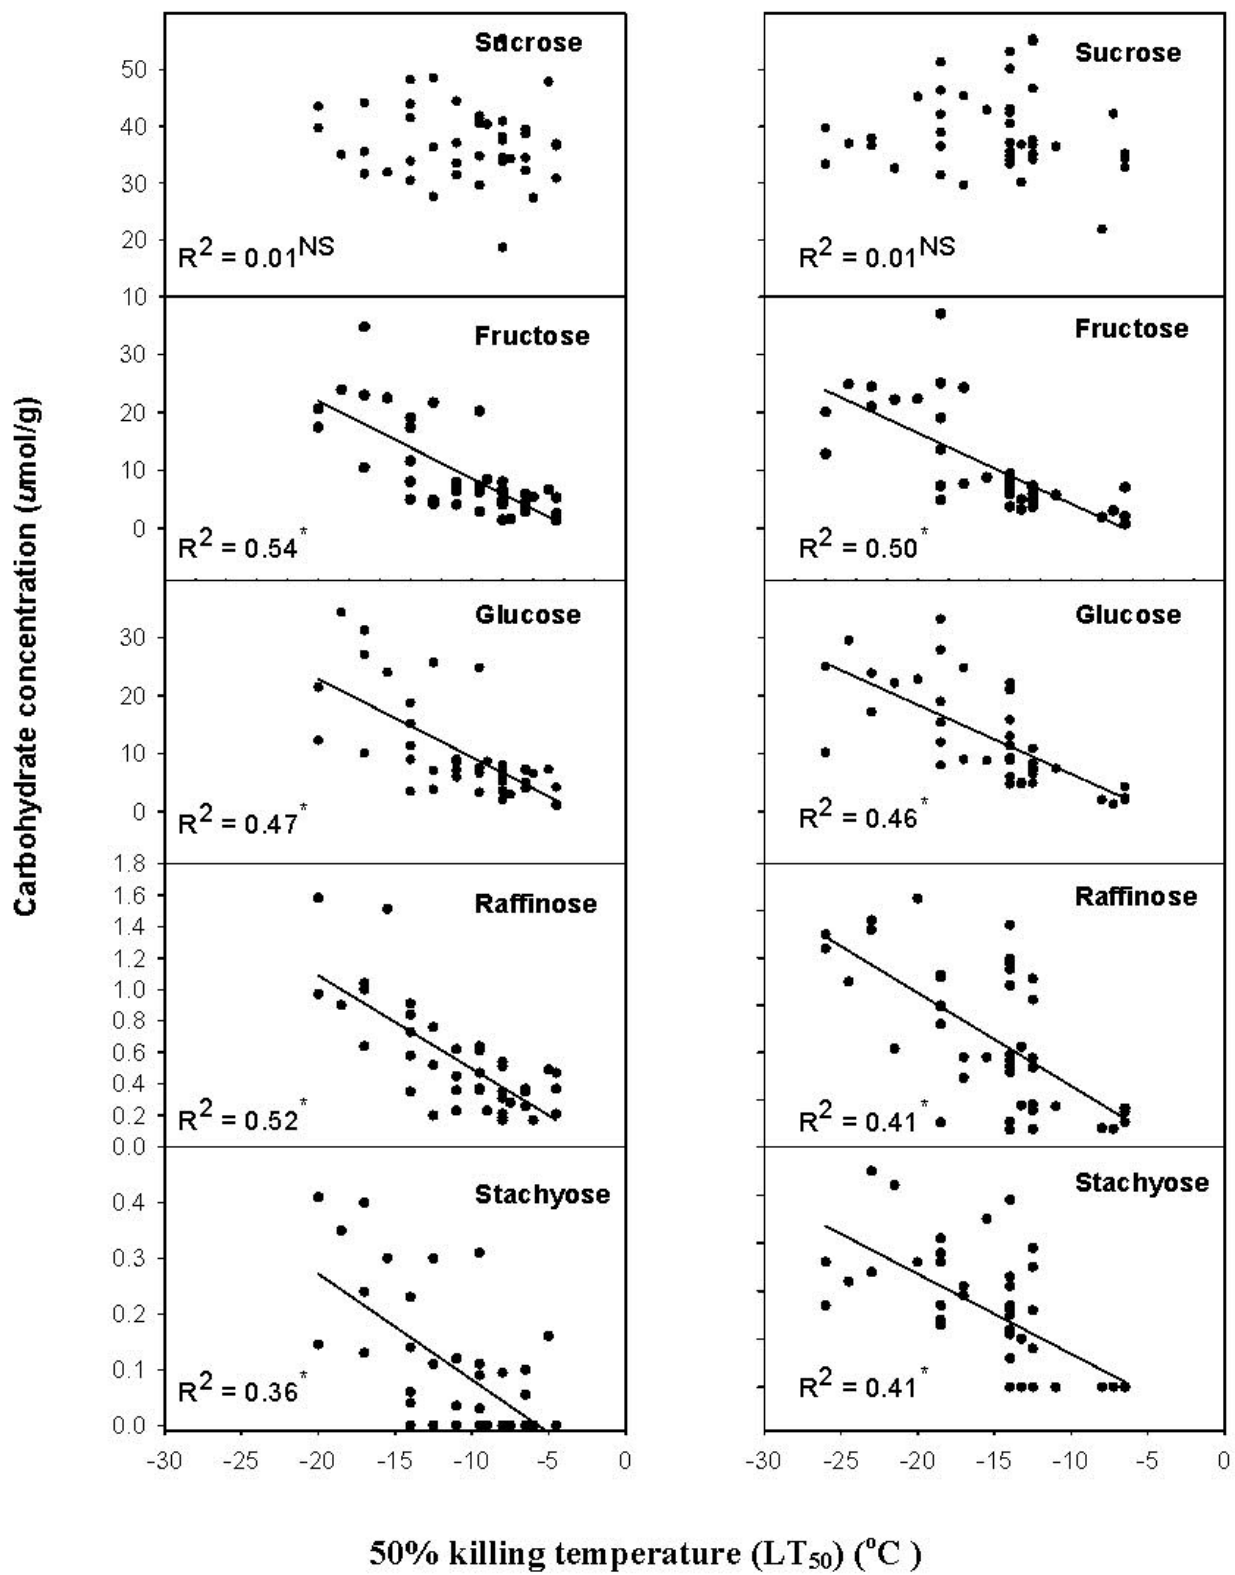 Carbohydrate concentration (umol/g)
Sucrose
50
40
30
20
10
R2 = 0.01NS
Sucrose
R2 = 0.01NS
Fructose
30
20
10
0
R2 = 0.54*
Fructose
R2 = 0.50*
Glucose
30
20
10
0
R2 = 0.47*
Glucose
R2 = 0.46*
1.8
1.6
1.4
1.2
1.0
0.8
0.6
0.4
0.2
0.0
Raffinose
R2 = 0.52*
Raffinose
R2 = 0.41*
Stachyose
0.4
0.3
0.2
0.1
0.0
R2 = 0.36*
Stachyose
R2 = 0.41*
-30 -25 -20 -15 -10 -5 0
-30 -25 -20 -15 -10 -5 0
50% killing temperature (LT50) (oC )